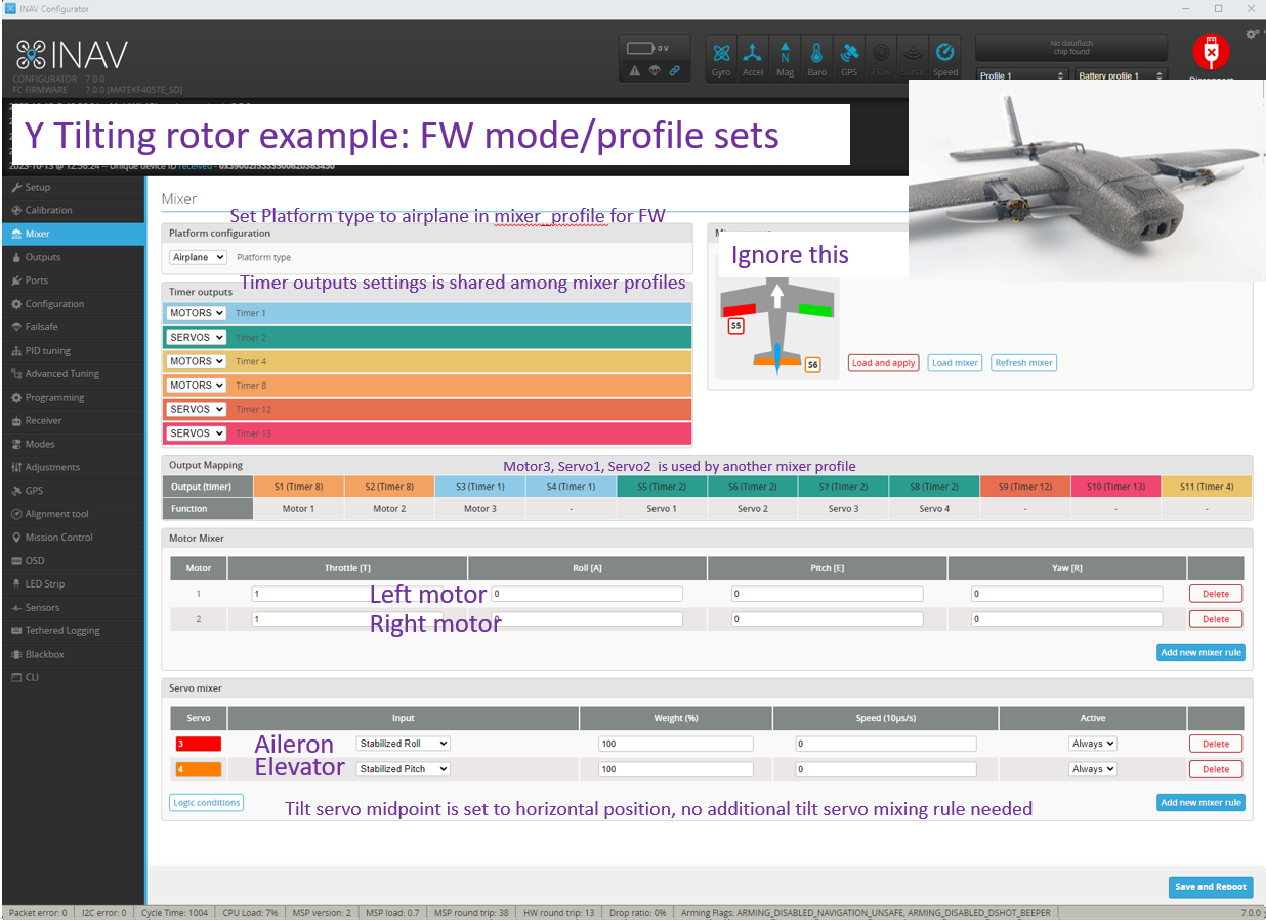 INAV Configurator
INAV
CONFIGURATOR 7.0.0
FC FIRMWARE 7.0.0 [MATEKF405TE_SD]
0 V
Gyro Accel Mag Baro GPS Flow Sonar Speed
No dataflash
chip found
Profile 1 Battery profile 1
Y Tilting rotor example: FW mode/profile sets
2023-10-13 @ 12:56:24 -- Unique device ID received -
Setup
Calibration
Mixer
Outputs
Ports
Configuration
Failsafe
PID tuning
Advanced Tuning
Programming
Receiver
Modes
Adjustments
GPS
Alignment tool
Mission Control
OSD
LED Strip
Sensors
Tethered Logging
Blackbox
CLI
Mixer
Set Platform type to airplane in mixer_profile for FW
Platform configuration
Airplane Platform type
Timer outputs settings is shared among mixer profiles
Timer outputs
MOTORS Timer 1
SERVOS Timer 2
MOTORS Timer 4
MOTORS Timer 8
SERVOS Timer 12
SERVOS Timer 13
Ignore this
S5
S6
Load and apply Load mixer Refresh mixer
Output Mapping
Motor3, Servo1, Servo2 is used by another mixer profile
Output (timer) S1 (Timer 8) S2 (Timer 8) S3 (Timer 1) S4 (Timer 1) S5 (Timer 2) S6 (Timer 2) S7 (Timer 2) S8 (Timer 2) S9 (Timer 12) S10 (Timer 13) S11 (Timer 4)
Function Motor 1 Motor 2 Motor 3 - Servo 1 Servo 2 Servo 3 Servo 4 - - -
Motor Mixer
Motor Throttle [T] Roll [A] Pitch [E] Yaw [R]
1 1 Left motor 0 0 0 Delete
2 1 Right motor 0 0 0 Delete
Add new mixer rule
Servo mixer
Servo Input Weight (%) Speed (10µs/s) Active
3 Aileron Stabilized Roll 100 0 Always Delete
4 Elevator Stabilized Pitch 100 0 Always Delete
Logic conditions
Tilt servo midpoint is set to horizontal position, no additional tilt servo mixing rule needed
Add new mixer rule
Save and Reboot
Packet error: 0 I2C error: 0 Cycle Time: 1004 CPU Load: 7% MSP version: 2 MSP load: 0.7 MSP round trip: 38 HW round trip: 13 Drop ratio: 0% Arming Flags: ARMING_DISABLED_NAVIGATION_UNSAFE, ARMING_DISABLED_DSHOT_BEEPER 7.0.0